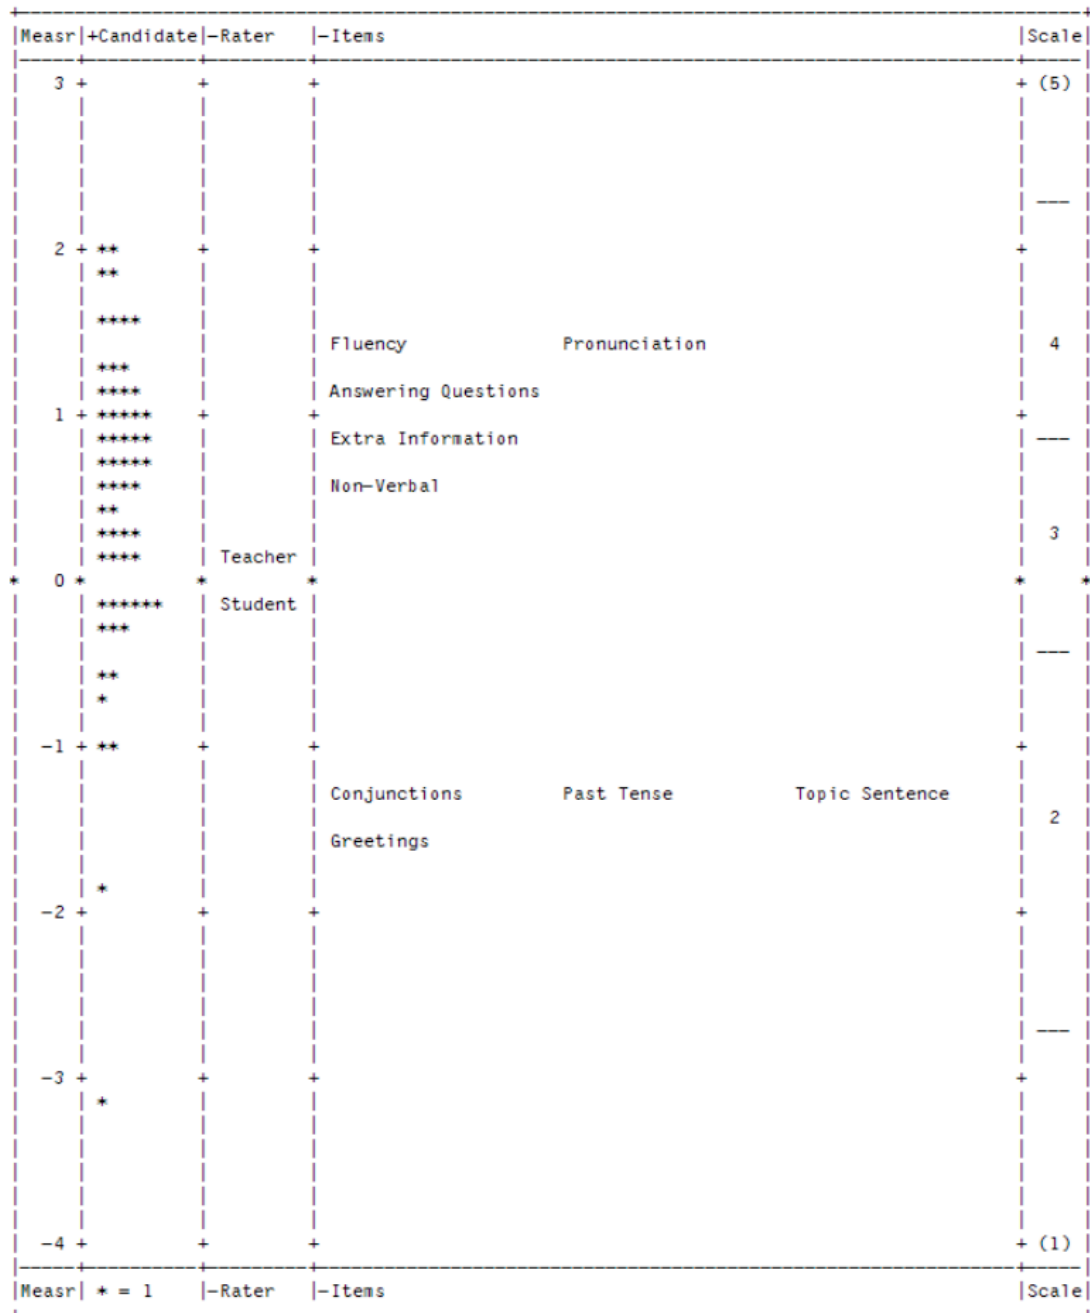 |Measr|+Candidate|-Rater |-Items |Scale|
3 + + + + (5)
---
2 + ** + + +
**
****
Fluency Pronunciation 4
***
**** Answering Questions
1 + ***** + + +
***** Extra Information ---
*****
**** Non-Verbal
**
**** 3
**** Teacher
* 0 * * * * *
****** Student
***
---
**
*
-1 + ** + + +
Conjunctions Past Tense Topic Sentence
2
Greetings
*
-2 + + + +
---
-3 + + + +
*
-4 + + + + (1)
|Measr| * = 1 |-Rater |-Items |Scale|